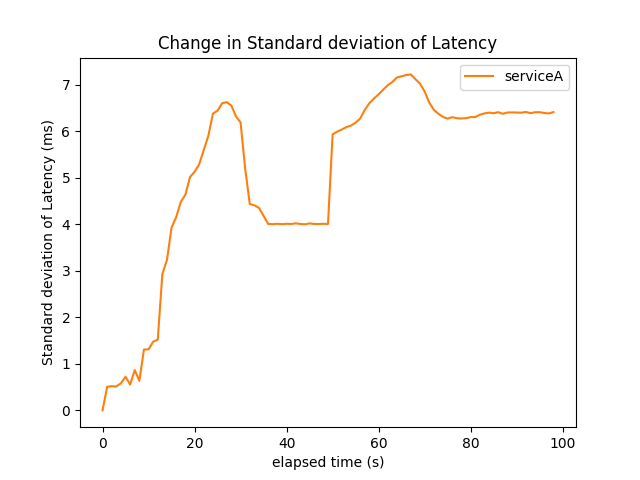 Change in Standard deviation of Latency
serviceA
Standard deviation of Latency (ms)
7
6
5
4
3
2
1
0
0 20 40 60 80 100
elapsed time (s)